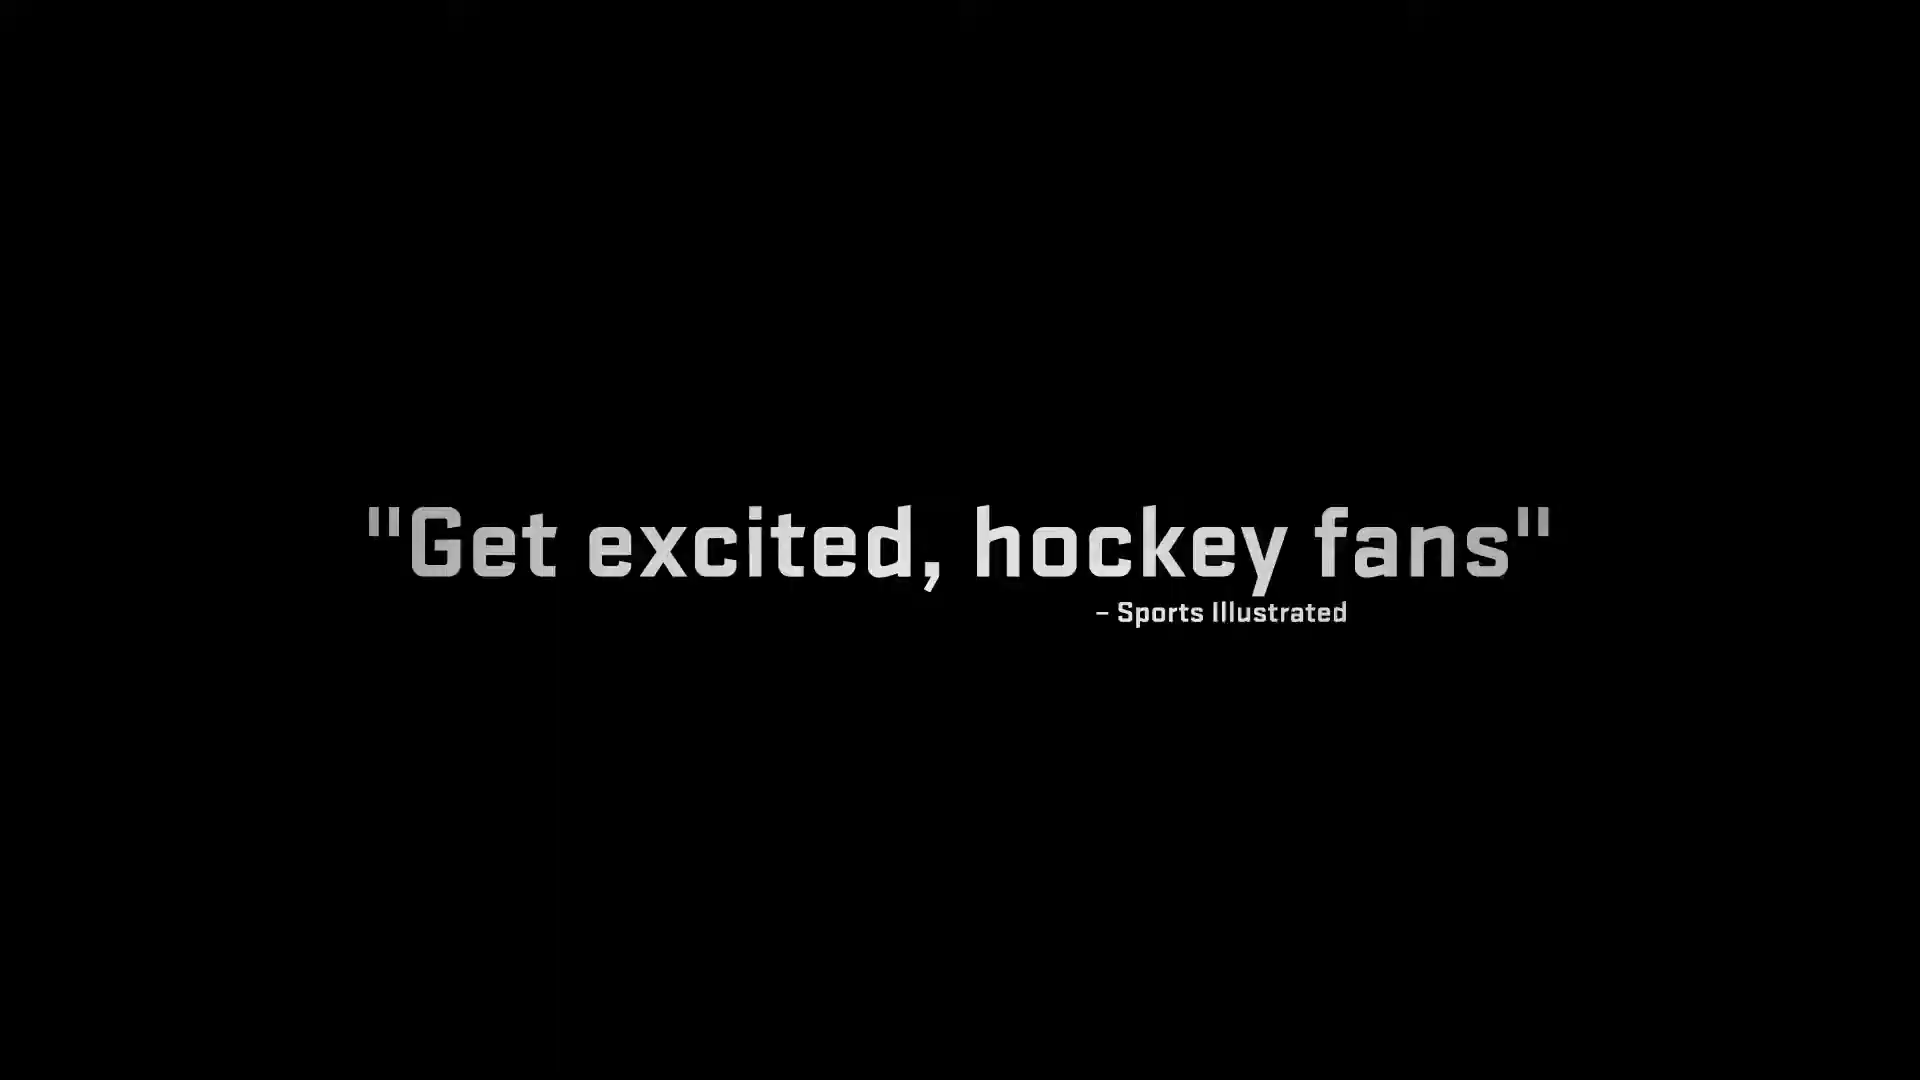 "Get excited, hockey fans"
– Sports Illustrated